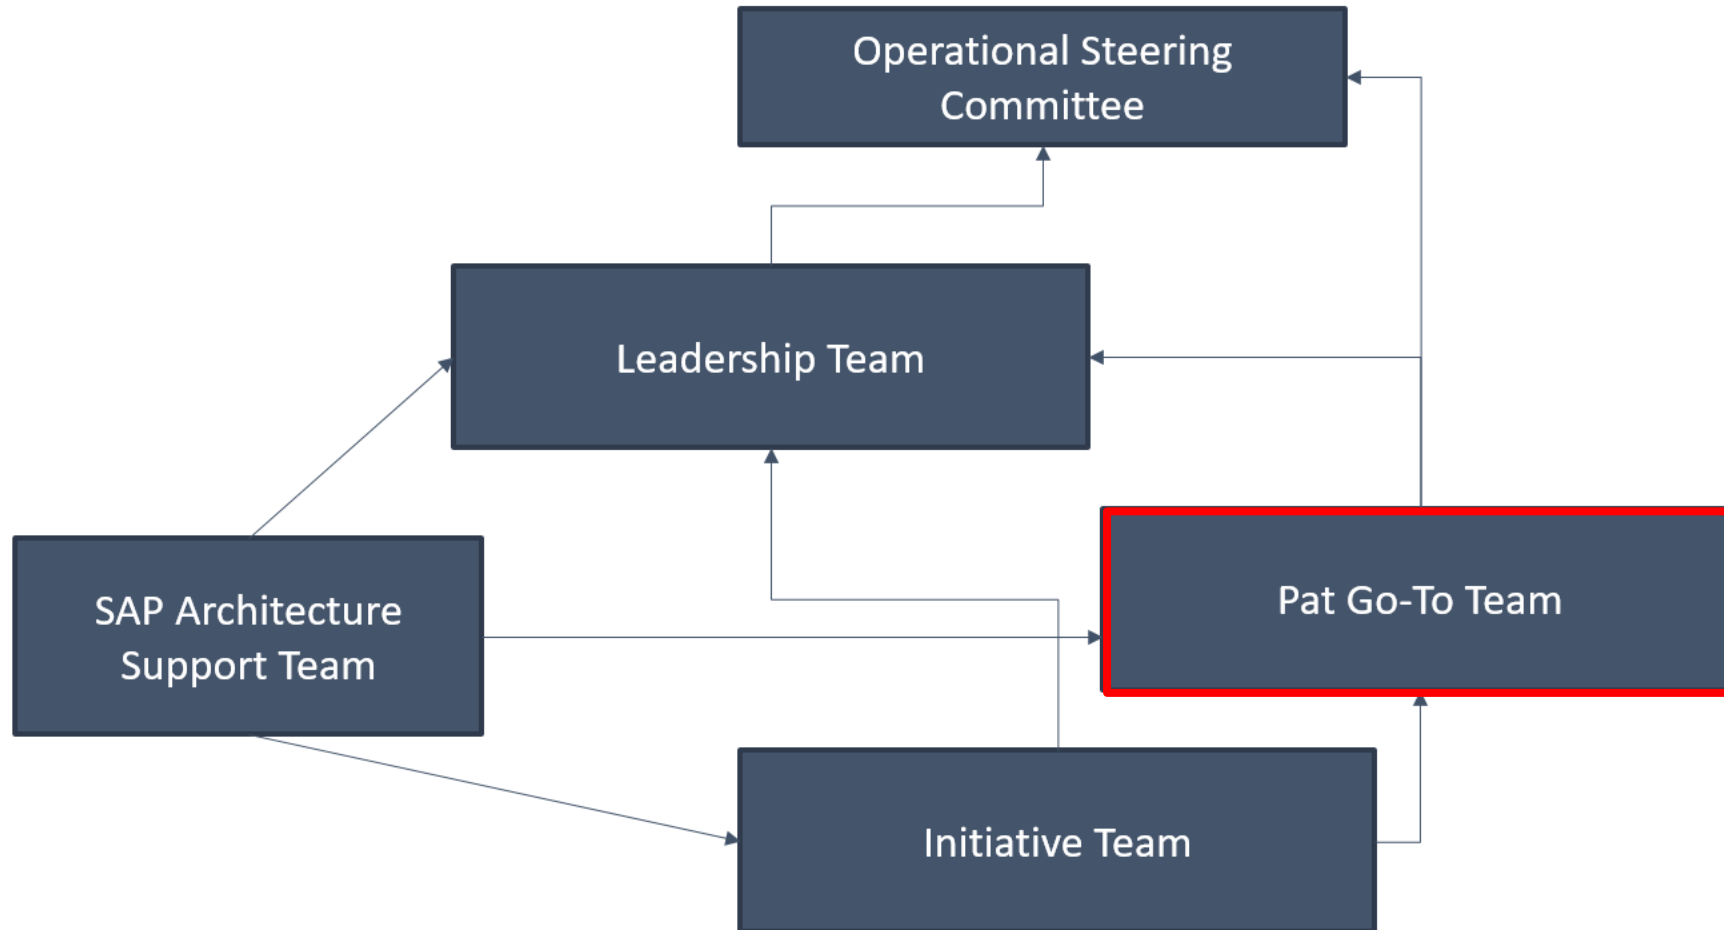 Operational Steering
Committee
Leadership Team
SAP Architecture
Support Team
Pat Go-To Team
Initiative Team